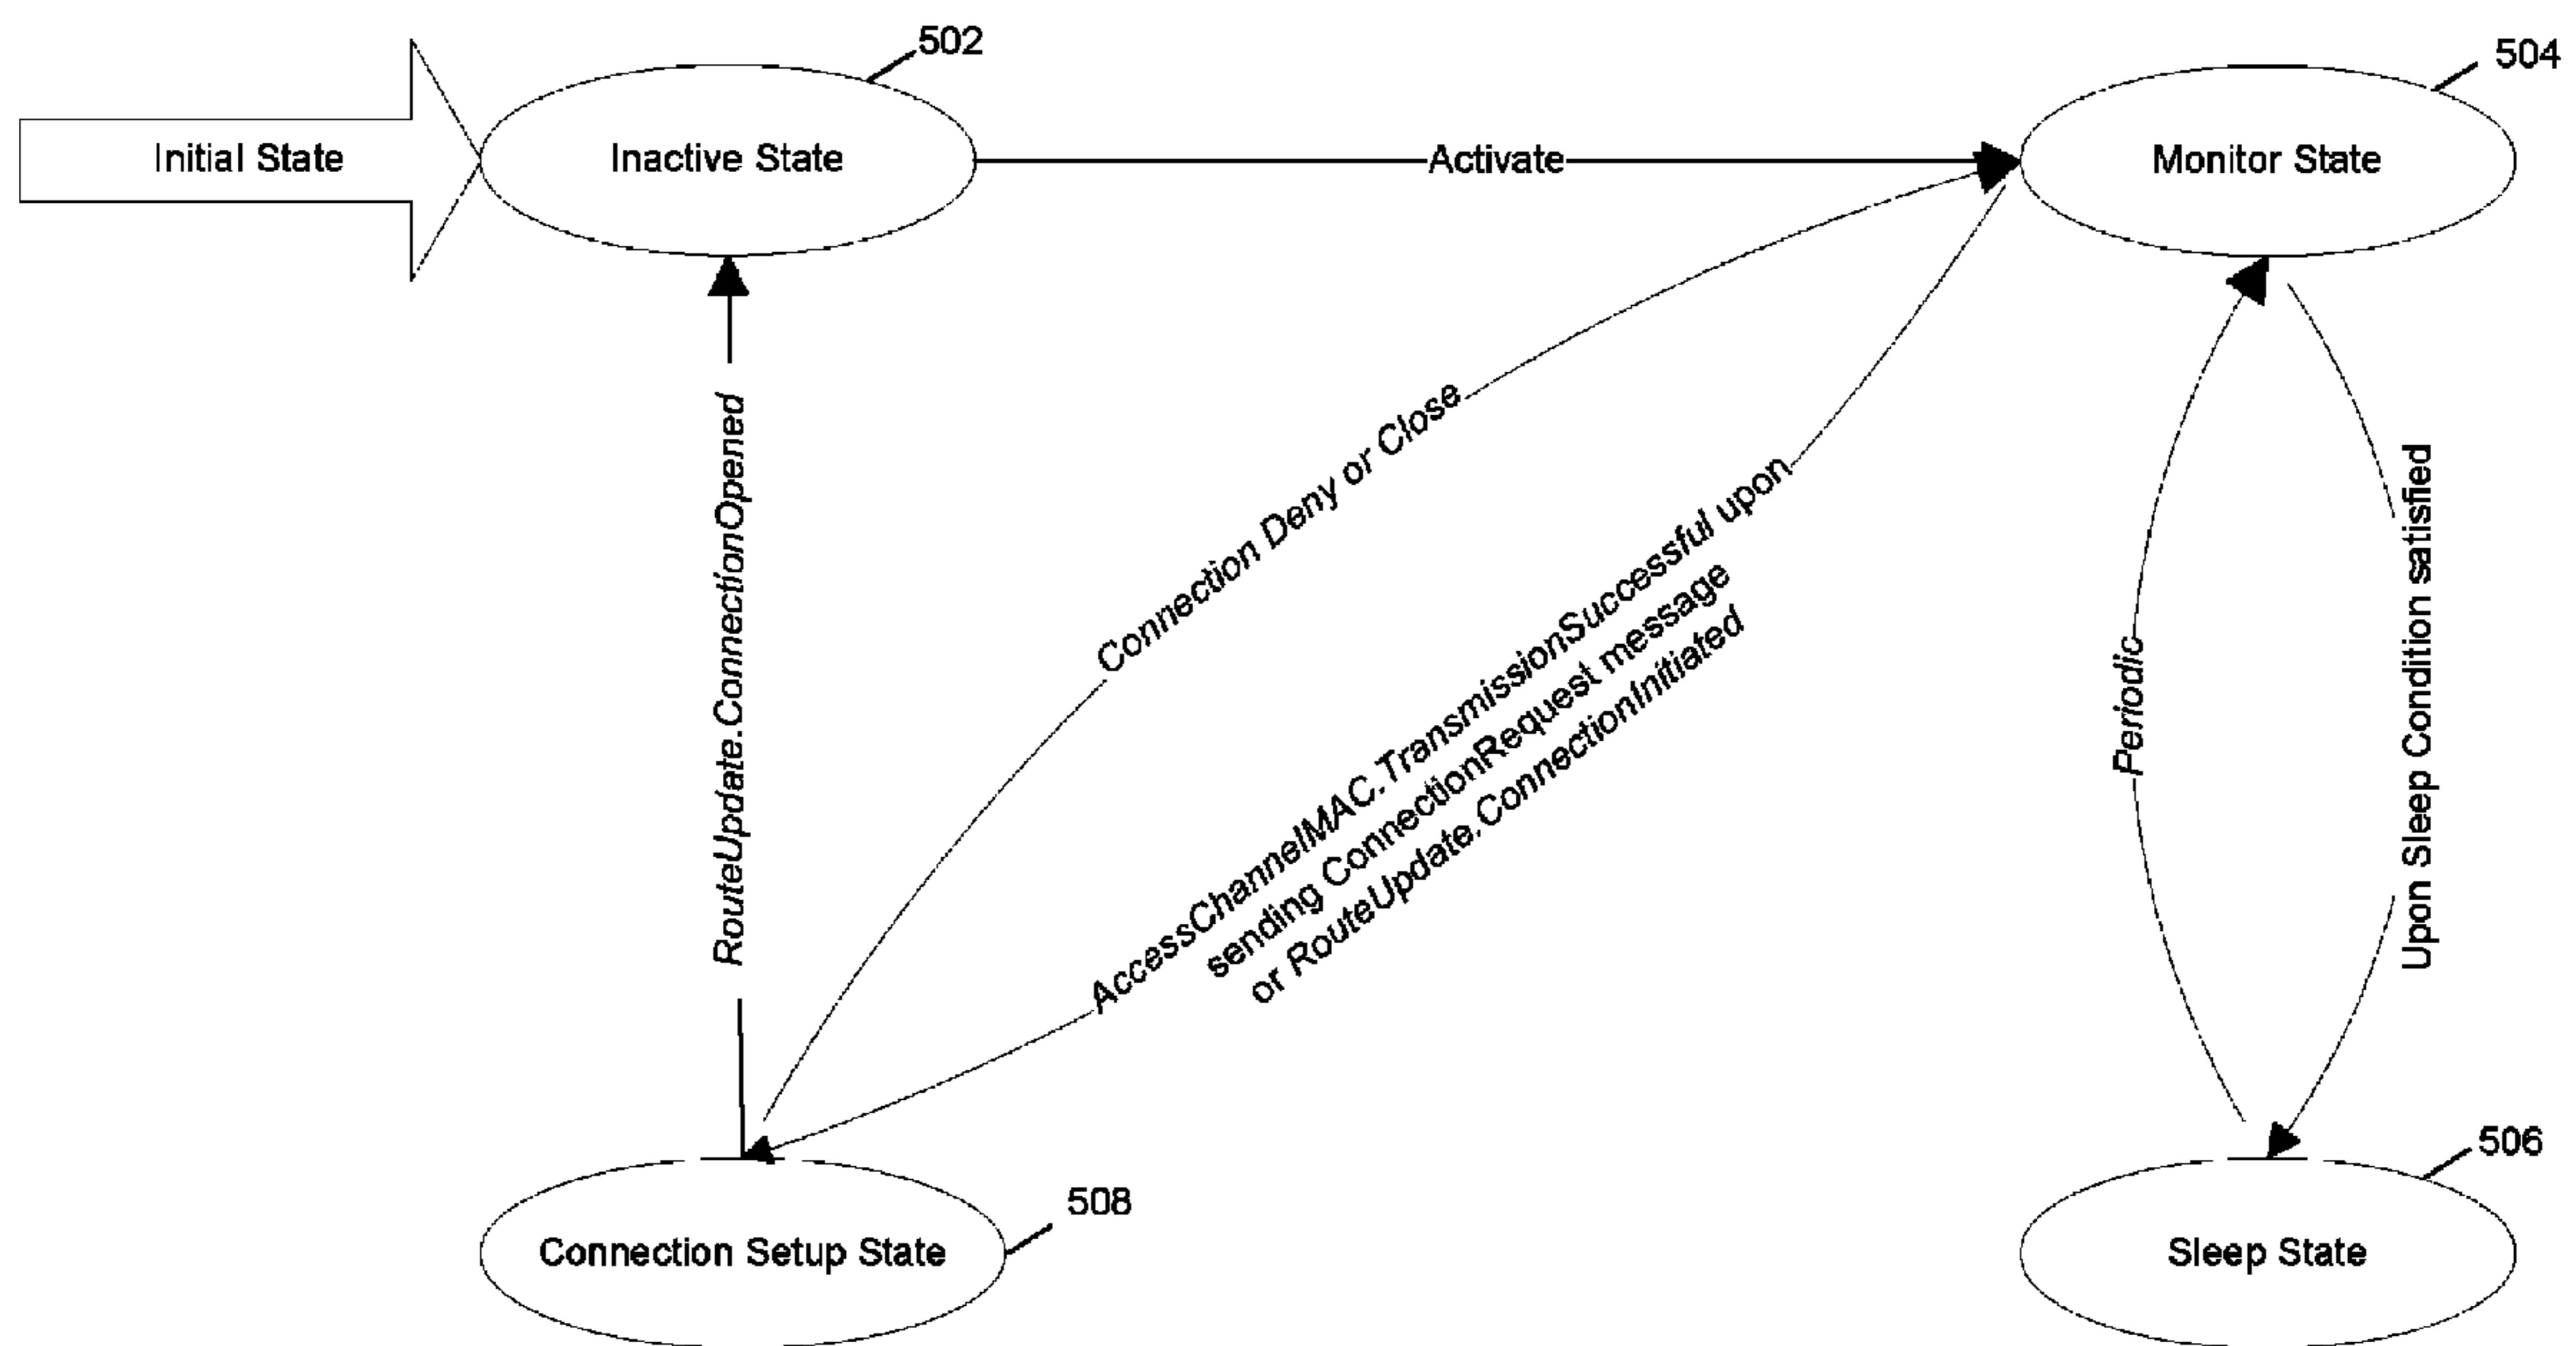 502
504
Initial State
Inactive State
Activate
Monitor State
RouteUpdate.ConnectionOpened
Connection Deny or Close
AccessChannelMAC.TransmissionSuccessful upon
sending ConnectionRequest message
or RouteUpdate.ConnectionInitiated
Periodic
Upon Sleep Condition satisfied
508
506
Connection Setup State
Sleep State